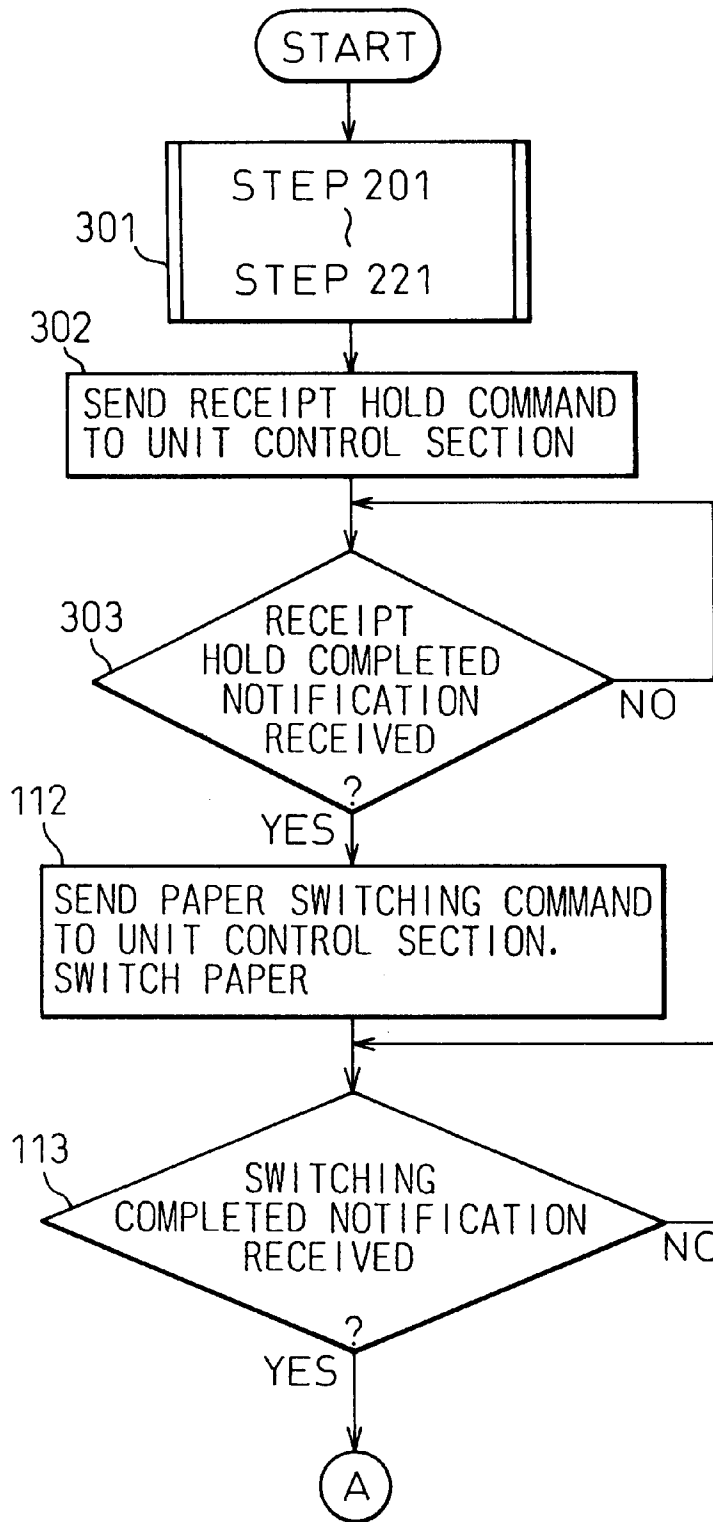 START
STEP 201
~
STEP 221
301
302
SEND RECEIPT HOLD COMMAND
TO UNIT CONTROL SECTION
303
RECEIPT
HOLD COMPLETED
NOTIFICATION
RECEIVED
?
NO
YES
112
SEND PAPER SWITCHING COMMAND
TO UNIT CONTROL SECTION.
SWITCH PAPER
113
SWITCHING
COMPLETED NOTIFICATION
RECEIVED
?
NO
YES
A